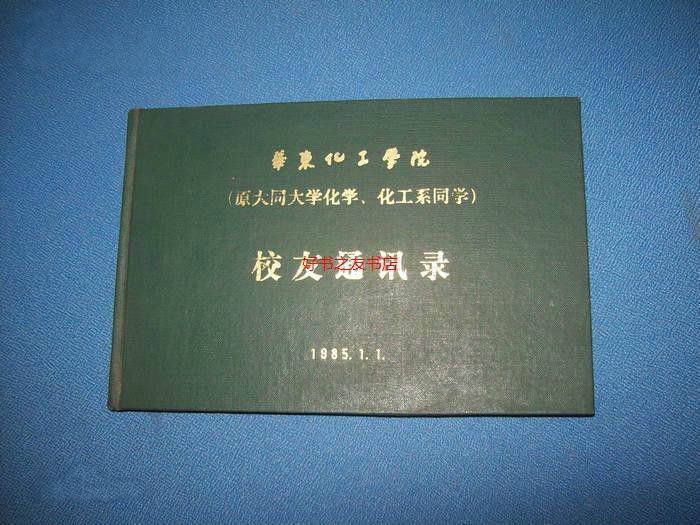 華東化工學院
(原大同大学化学、化工系同学)
校友通讯录
好书之友书店
1985.1.1.